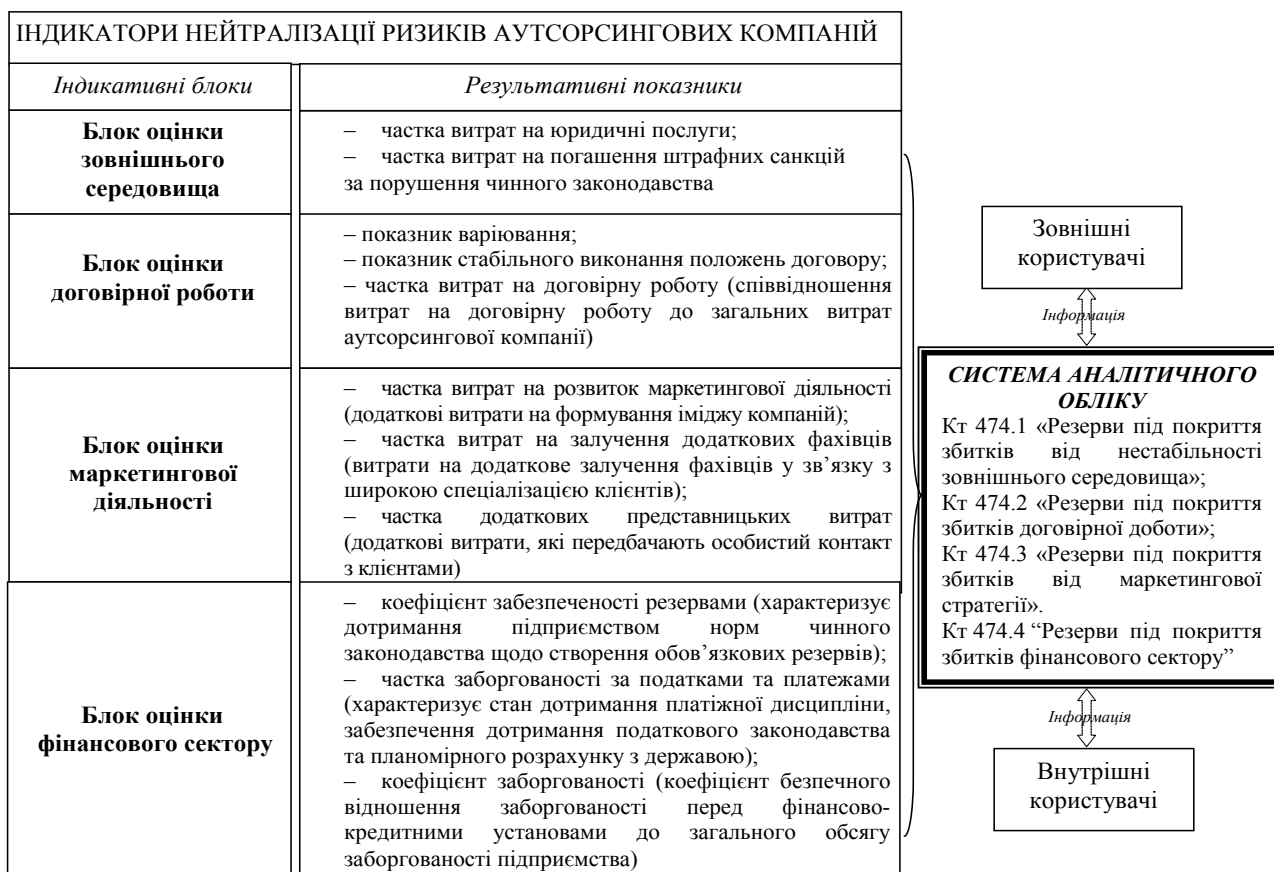 ІНДИКАТОРИ НЕЙТРАЛІЗАЦІЇ РИЗИКІВ АУТСОРСИНГОВИХ КОМПАНІЙ
Індикативні блоки
Результативні показники
Блок оцінки
зовнішнього
середовища
– частка витрат на юридичні послуги;
– частка витрат на погашення штрафних санкцій
за порушення чинного законодавства
Блок оцінки
договірної роботи
– показник варіювання;
– показник стабільного виконання положень договору;
– частка витрат на договірну роботу (співвідношення
витрат на договірну роботу до загальних витрат
аутсорсингової компанії)
Блок оцінки
маркетингової
діяльності
– частка витрат на розвиток маркетингової діяльності
(додаткові витрати на формування іміджу компаній);
– частка витрат на залучення додаткових фахівців
(витрати на додаткове залучення фахівців у зв’язку з
широкою спеціалізацією клієнтів);
– частка додаткових представницьких витрат
(додаткові витрати, які передбачають особистий контакт
з клієнтами)
Блок оцінки
фінансового сектору
– коефіцієнт забезпеченості резервами (характеризує
дотримання підприємством норм чинного
законодавства щодо створення обов’язкових резервів);
– частка заборгованості за податками та платежами
(характеризує стан дотримання платіжної дисципліни,
забезпечення дотримання податкового законодавства
та планомірного розрахунку з державою);
– коефіцієнт заборгованості (коефіцієнт безпечного
відношення заборгованості перед фінансово-
кредитними установами до загального обсягу
заборгованості підприємства)
Зовнішні
користувачі
Інформація
СИСТЕМА АНАЛІТИЧНОГО
ОБЛІКУ
Кт 474.1 «Резерви під покриття
збитків від нестабільності
зовнішнього середовища»;
Кт 474.2 «Резерви під покриття
збитків договірної доботи»;
Кт 474.3 «Резерви під покриття
збитків від маркетингової
стратегії».
Кт 474.4 “Резерви під покриття
збитків фінансового сектору”
Інформація
Внутрішні
користувачі